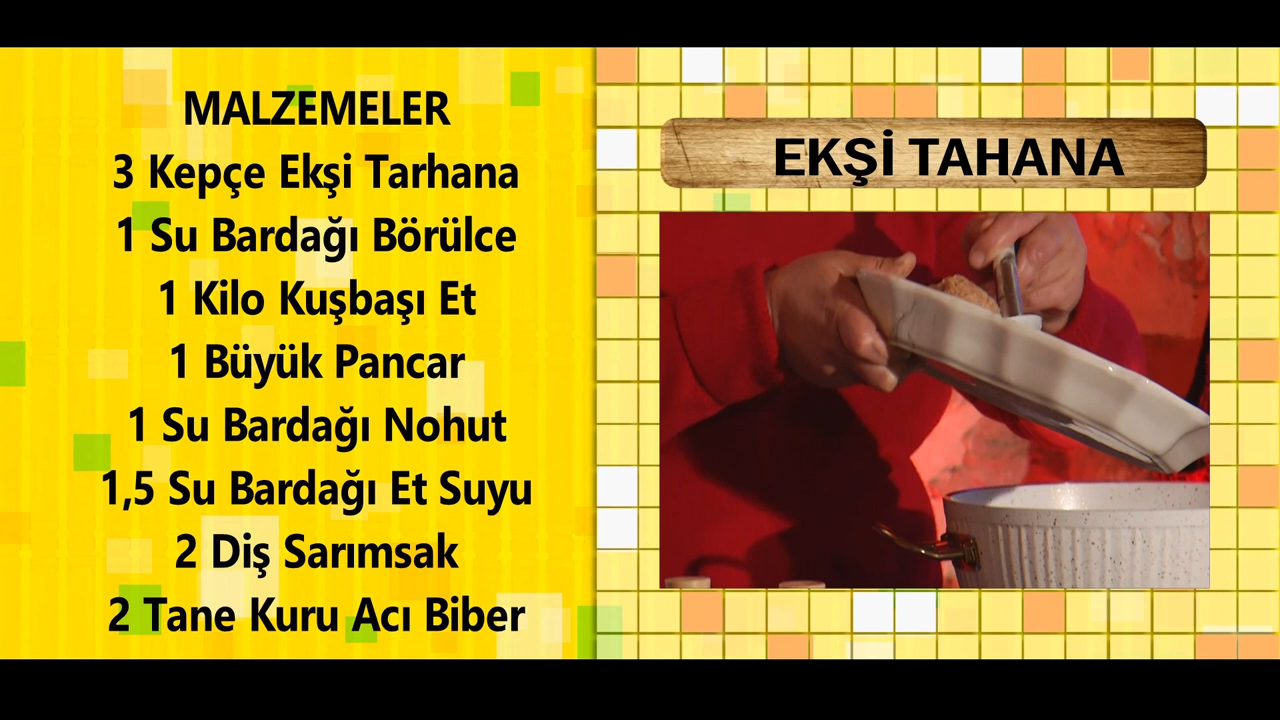 MALZEMELER
3 Kepçe Ekşi Tarhana
1 Su Bardağı Börülce
1 Kilo Kuşbaşı Et
1 Büyük Pancar
1 Su Bardağı Nohut
1,5 Su Bardağı Et Suyu
2 Diş Sarımsak
2 Tane Kuru Acı Biber
EKŞİ TAHANA